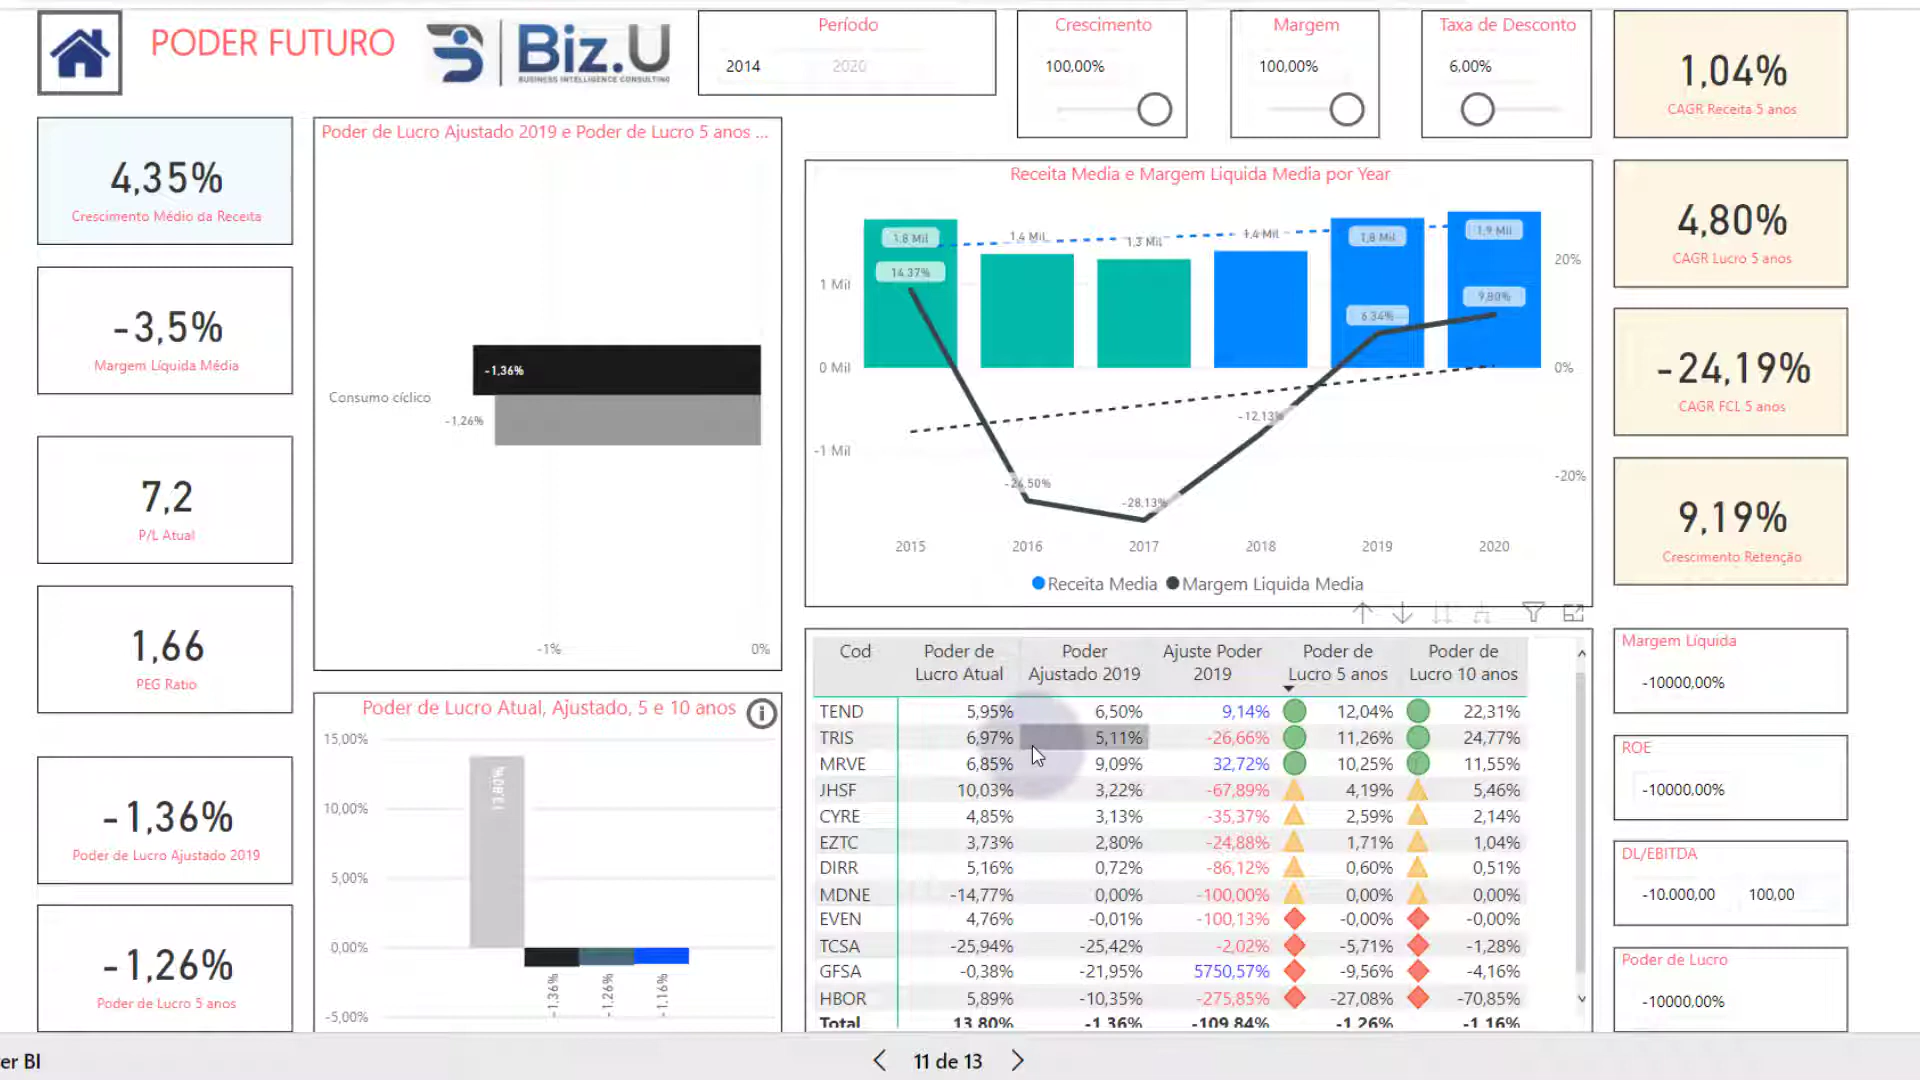 PODER FUTURO
Biz.U
BUSINESS INTELLIGENCE CONSULTING
Período
2014 2020
Crescimento
100,00%
Margem
100,00%
Taxa de Desconto
6,00%
1,04%
CAGR Receita 5 anos
4,35%
Crescimento Médio da Receita
-3,5%
Margem Líquida Média
7,2
P/L Atual
1,66
PEG Ratio
-1,36%
Poder de Lucro Ajustado 2019
-1,26%
Poder de Lucro 5 anos
Poder de Lucro Ajustado 2019 e Poder de Lucro 5 anos ...
-1,36%
Consumo cíclico
-1,26%
-1% 0%
Poder de Lucro Atual, Ajustado, 5 e 10 anos
15,00%
10,00%
5,00%
0,00%
-5,00%
13,80%
-1,36%
-1,26%
-1,16%
Receita Media e Margem Liquida Media por Year
1,8 Mil 1,4 Mil 1,3 Mil 1,4 Mil 1,8 Mil 1,9 Mil
14,37% -24,50% -28,13% -12,13% 6,34% 9,80%
1 Mil
0 Mil
-1 Mil
20%
0%
-20%
2015 2016 2017 2018 2019 2020
Receita Media Margem Liquida Media
4,80%
CAGR Lucro 5 anos
-24,19%
CAGR FCL 5 anos
9,19%
Crescimento Retenção
Cod Poder de Lucro Atual Poder Ajustado 2019 Ajuste Poder 2019 Poder de Lucro 5 anos Poder de Lucro 10 anos
TEND 5,95% 6,50% 9,14% 12,04% 22,31%
TRIS 6,97% 5,11% -26,66% 11,26% 24,77%
MRVE 6,85% 9,09% 32,72% 10,25% 11,55%
JHSF 10,03% 3,22% -67,89% 4,19% 5,46%
CYRE 4,85% 3,13% -35,37% 2,59% 2,14%
EZTC 3,73% 2,80% -24,88% 1,71% 1,04%
DIRR 5,16% 0,72% -86,12% 0,60% 0,51%
MDNE -14,77% 0,00% -100,00% 0,00% 0,00%
EVEN 4,76% -0,01% -100,13% -0,00% -0,00%
TCSA -25,94% -25,42% -2,02% -5,71% -1,28%
GFSA -0,38% -21,95% 5750,57% -9,56% -4,16%
HBOR 5,89% -10,35% -275,85% -27,08% -70,85%
Total 13,80% -1,36% -109,84% -1,26% -1,16%
Margem Líquida
-10000,00%
ROE
-10000,00%
DL/EBITDA
-10.000,00 100,00
Poder de Lucro
-10000,00%
er BI
11 de 13